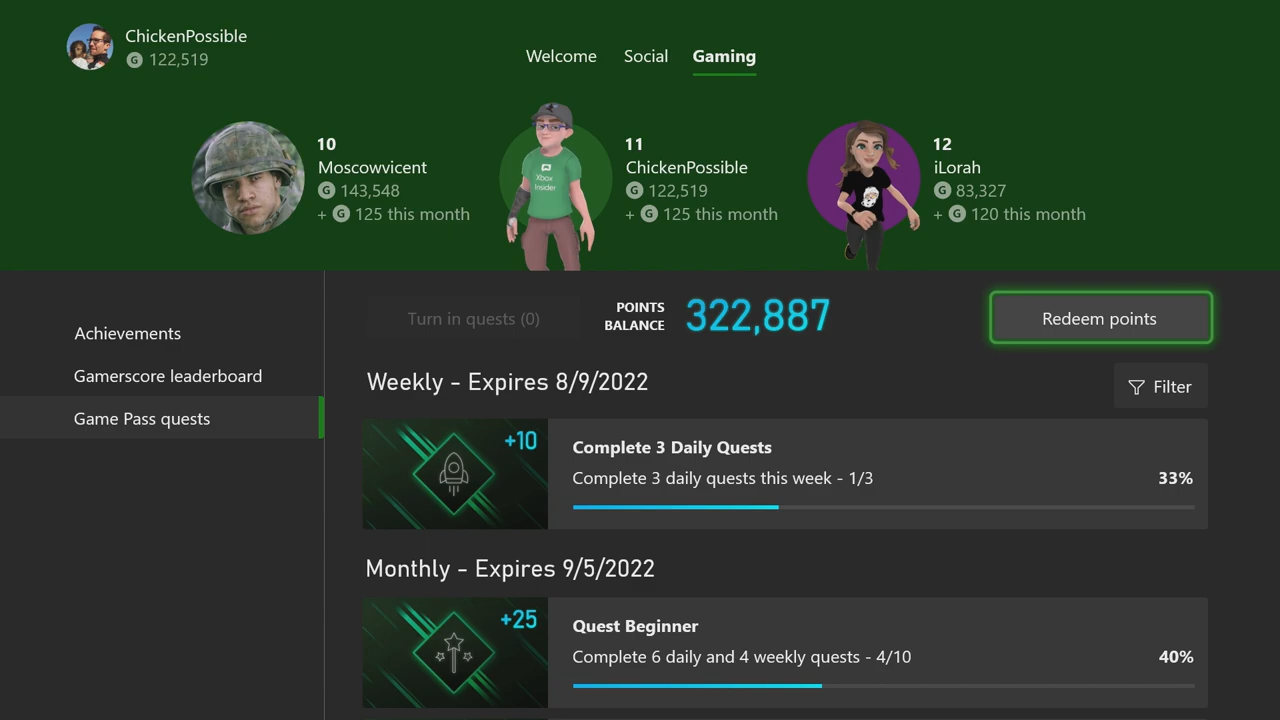 ChickenPossible
G 122,519
Welcome
Social
Gaming
10
Moscowvicent
G 143,548
+ G 125 this month
Xbox
Insider
11
ChickenPossible
G 122,519
+ G 125 this month
12
iLorah
G 83,327
+ G 120 this month
Achievements
Gamerscore leaderboard
Game Pass quests
Turn in quests (0)
POINTS
BALANCE
322,887
Redeem points
Weekly - Expires 8/9/2022
Filter
+10
Complete 3 Daily Quests
Complete 3 daily quests this week - 1/3
33%
Monthly - Expires 9/5/2022
+25
Quest Beginner
Complete 6 daily and 4 weekly quests - 4/10
40%